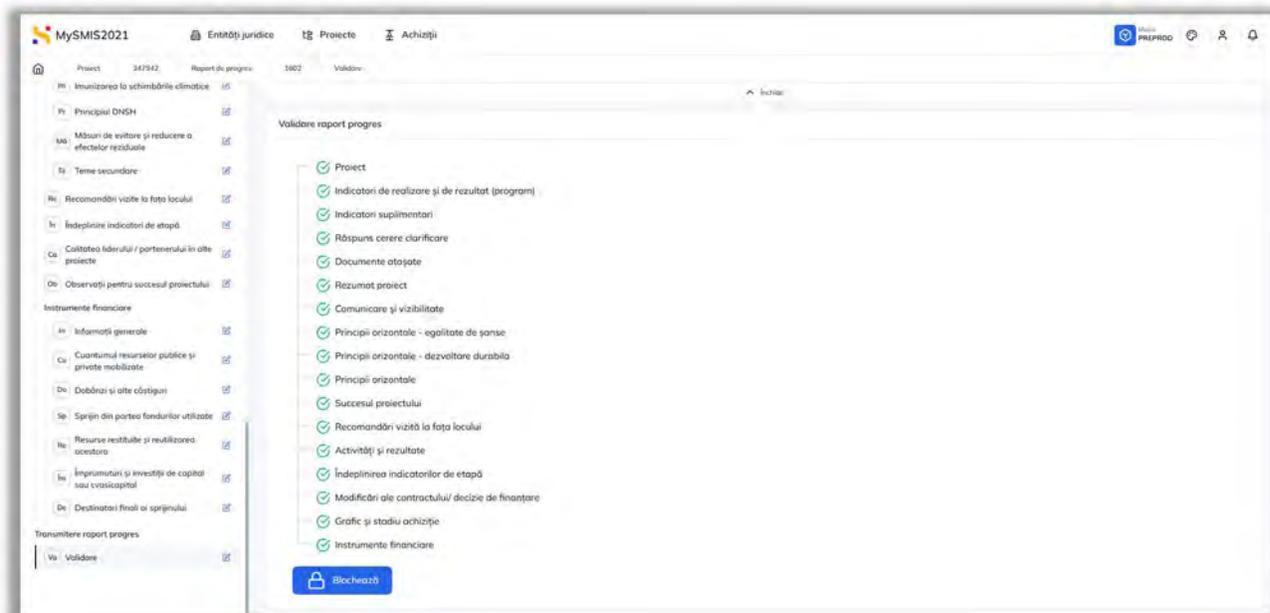 MySMIS2021
Entități juridice
Proiecte
Achiziții
PREPROD
Proiect
347942
Raport de progres
1602
Validare
Închide
Im
Imunizarea la schimbările climatice
Pr
Principiul DNSH
Mă
Măsuri de evitare și reducere a
efectelor reziduale
Te
Teme secundare
Re
Recomandări vizite la fața locului
În
Îndeplinire indicatori de etapă
Ca
Calitatea liderului / partenerului în alte
proiecte
Ob
Observații pentru succesul proiectului
Instrumente financiare
In
Informații generale
Cu
Cuantumul resurselor publice și
private mobilizate
Do
Dobânzi și alte câștiguri
Sp
Sprijin din partea fondurilor utilizate
Re
Resurse restituite și reutilizarea
acestora
Îm
Împrumuturi și investiții de capital
sau cvasicapital
De
Destinatari finali ai sprijinului
Transmitere raport progres
Va
Validare
Validare raport progres
Proiect
Indicatori de realizare și de rezultat (program)
Indicatori suplimentari
Răspuns cerere clarificare
Documente atașate
Rezumat proiect
Comunicare și vizibilitate
Principii orizontale - egalitate de șanse
Principii orizontale - dezvoltare durabila
Principii orizontale
Succesul proiectului
Recomandări vizită la fața locului
Activități și rezultate
Îndeplinirea indicatorilor de etapă
Modificări ale contractului/ decizie de finanțare
Grafic și stadiu achiziție
Instrumente financiare
Blochează